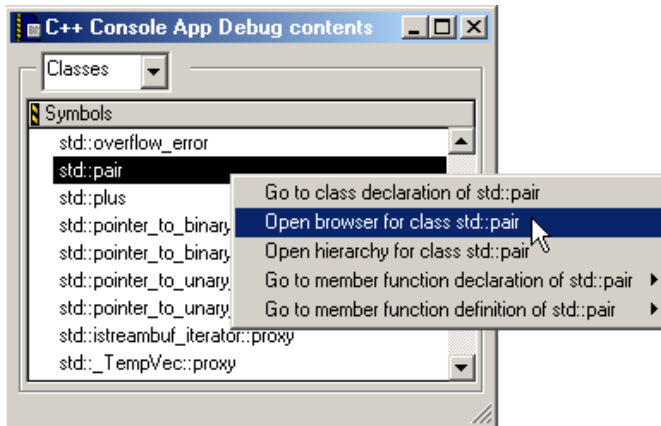 C++ Console App Debug contents
Classes
Symbols
std::overflow_error
std::pair
std::plus
std::pointer_to_binary
std::pointer_to_binary
std::pointer_to_unary
std::pointer_to_unary
std::istreambuf_iterator::proxy
std::_TempVec::proxy
Go to class declaration of std::pair
Open browser for class std::pair
Open hierarchy for class std::pair
Go to member function declaration of std::pair
Go to member function definition of std::pair